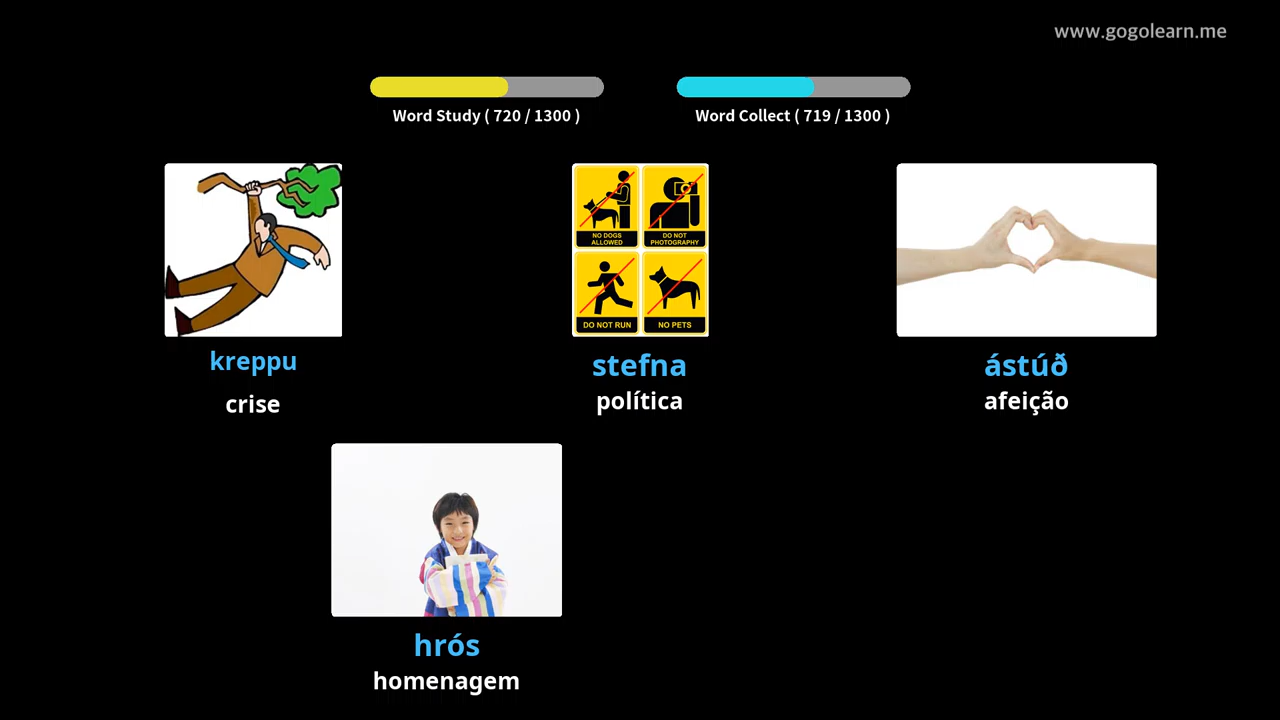 www.gogolearn.me
Word Study ( 720 / 1300 )
Word Collect ( 719 / 1300 )
NO DOGS
ALLOWED
DO NOT
PHOTOGRAPHY
DO NOT RUN
NO PETS
kreppu
crise
stefna
política
ástúð
afeição
hrós
homenagem